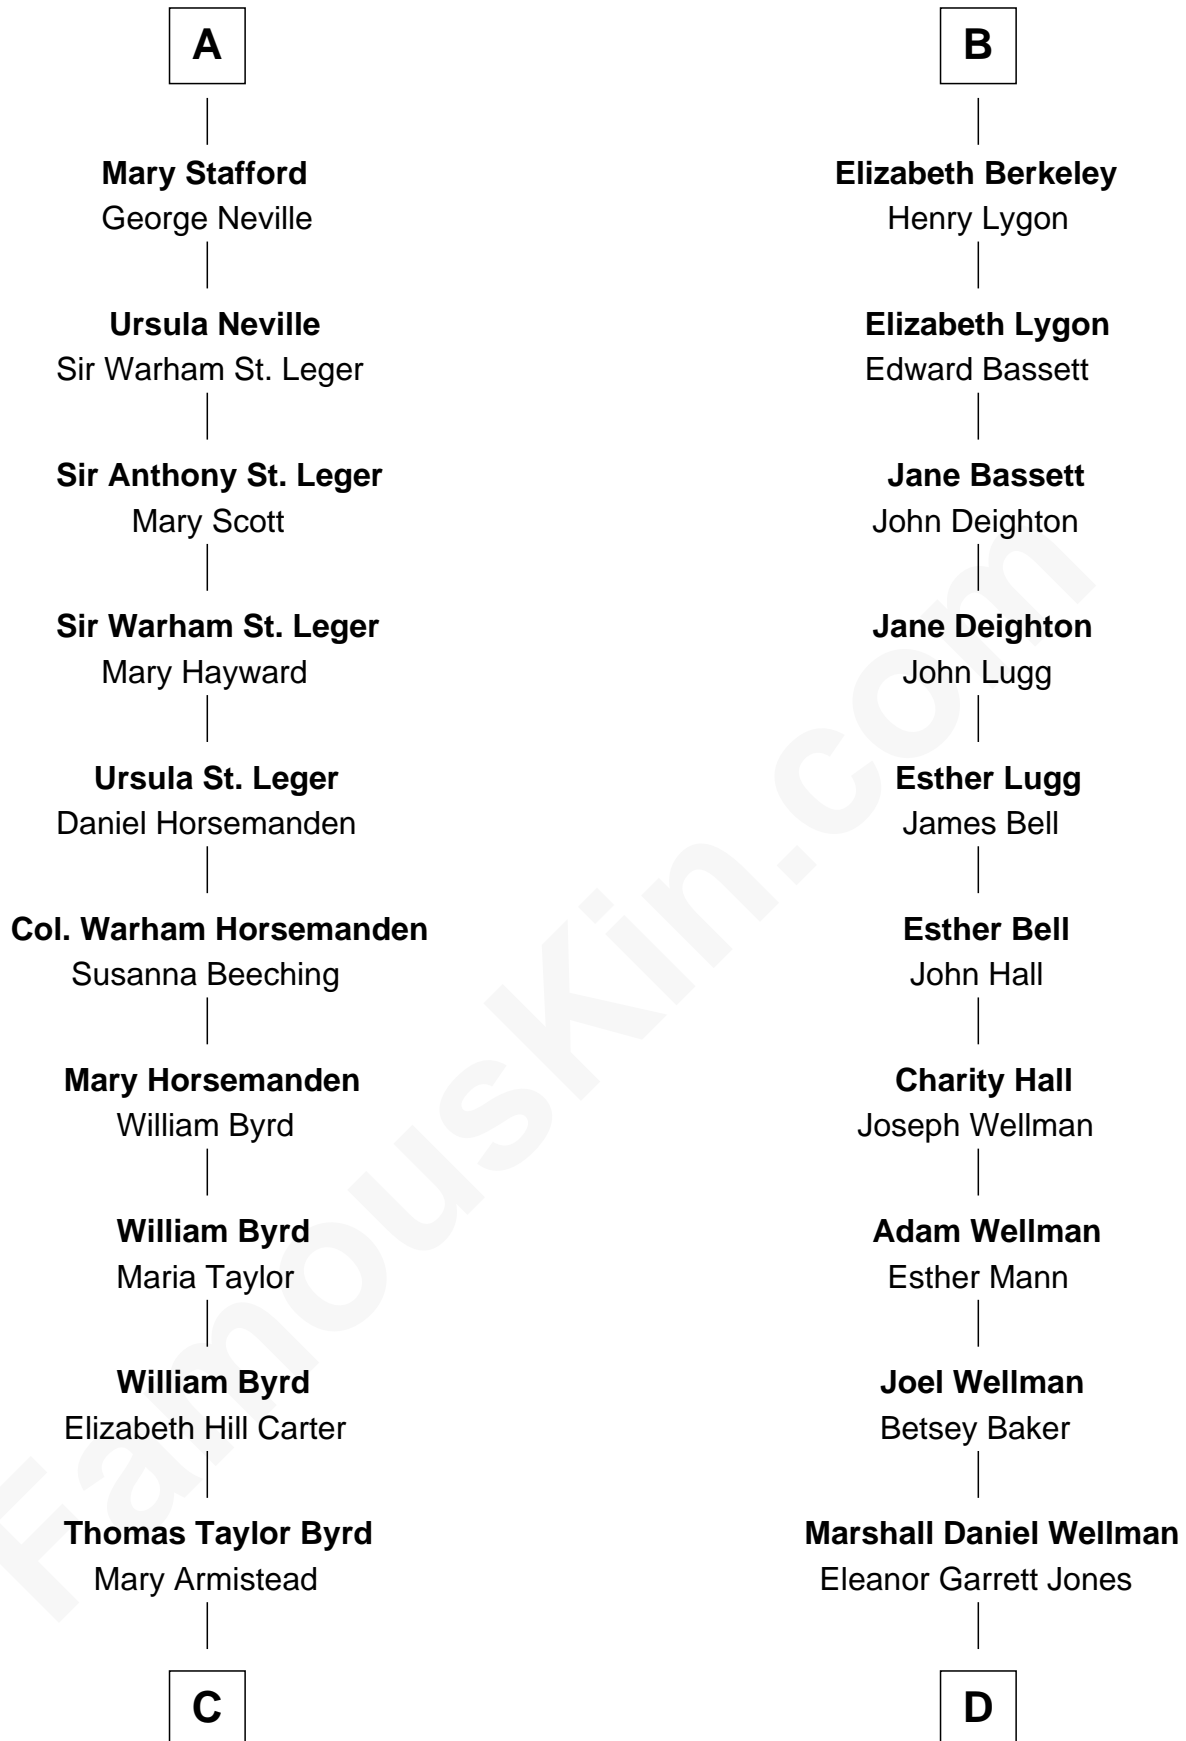 A
Mary Stafford
George Neville
Ursula Neville
Sir Warham St. Leger
Sir Anthony St. Leger
Mary Scott
Sir Warham St. Leger
Mary Hayward
Ursula St. Leger
Daniel Horsemanden
Col. Warham Horsemanden
Susanna Beeching
Mary Horsemanden
William Byrd
William Byrd
Maria Taylor
William Byrd
Elizabeth Hill Carter
Thomas Taylor Byrd
Mary Armistead
C
B
Elizabeth Berkeley
Henry Lygon
Elizabeth Lygon
Edward Bassett
Jane Bassett
John Deighton
Jane Deighton
John Lugg
Esther Lugg
James Bell
Esther Bell
John Hall
Charity Hall
Joseph Wellman
Adam Wellman
Esther Mann
Joel Wellman
Betsey Baker
Marshall Daniel Wellman
Eleanor Garrett Jones
D
FamousKin.com